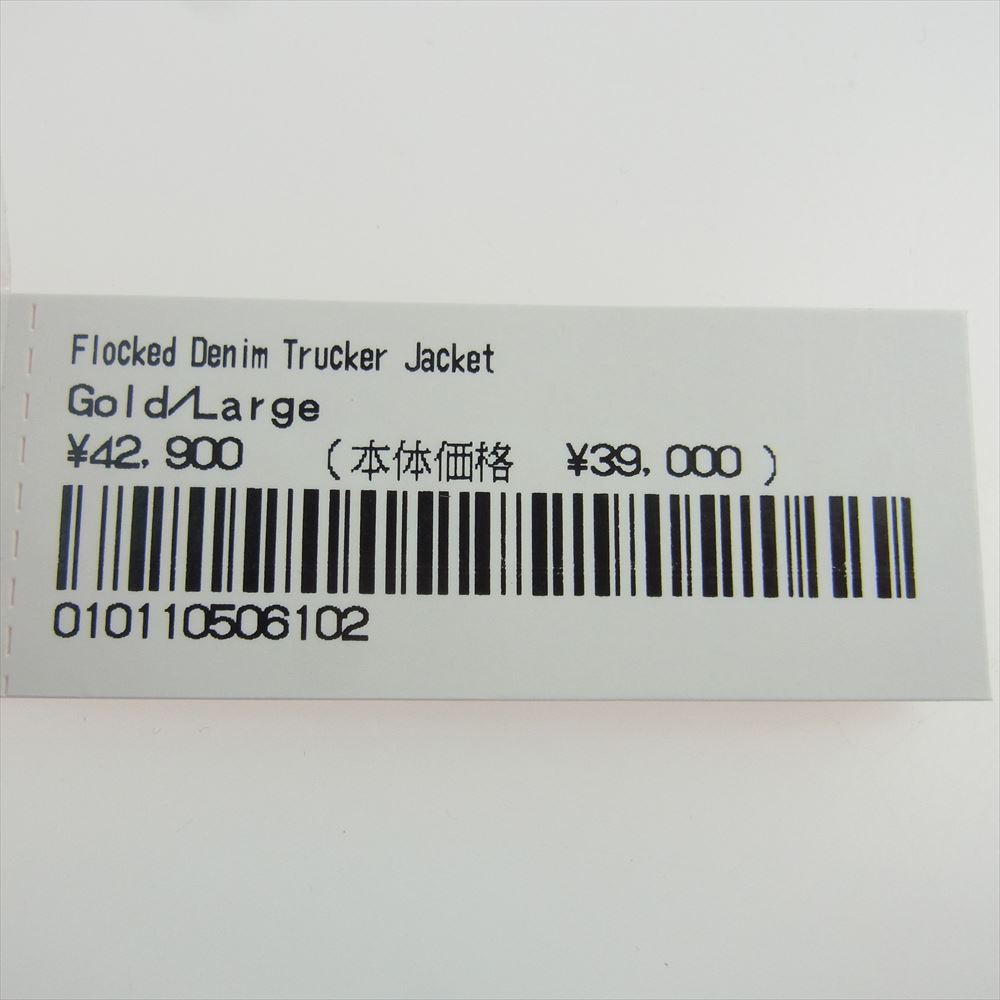 Flocked Denim Trucker Jacket
Gold/Large
¥42,900 (本体価格 ¥39,000)
010110506102